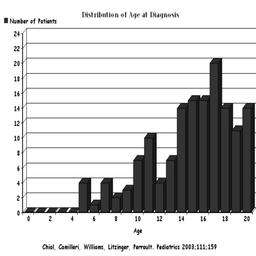 Distribution of Age at Diagnosis
Number of Patients
24
22
20
18
16
14
12
10
8
6
4
2
0
0 2 4 6 8 10 12 14 16 18 20
Age
Chiol, Camilleri, Williams, Litzinger, Perrault. Pediatrics 2003;111;159